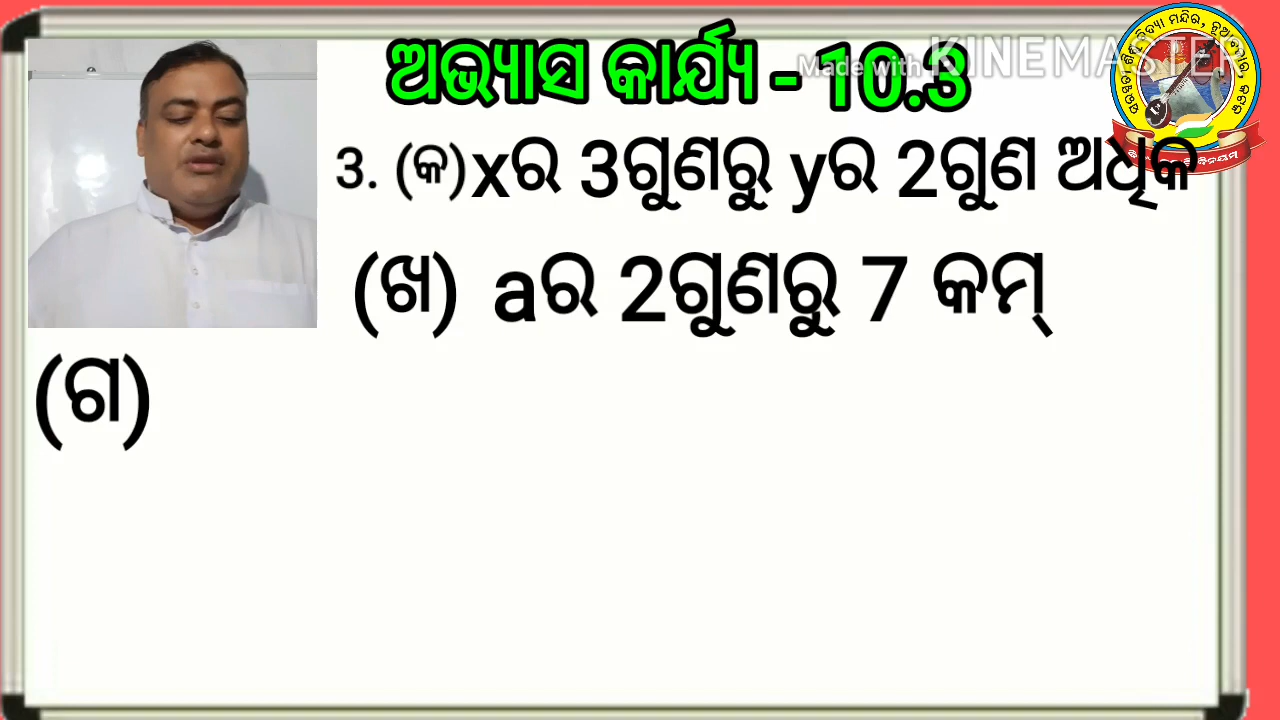 ଅଭ୍ୟାସ କାର୍ଯ୍ୟ - 10.3
Made with KINEMASTER
୩. (କ) xର 3ଗୁଣରୁ yର 2ଗୁଣ ଅଧିକ
(ଖ) aର 2ଗୁଣରୁ 7 କମ୍
(ଗ)